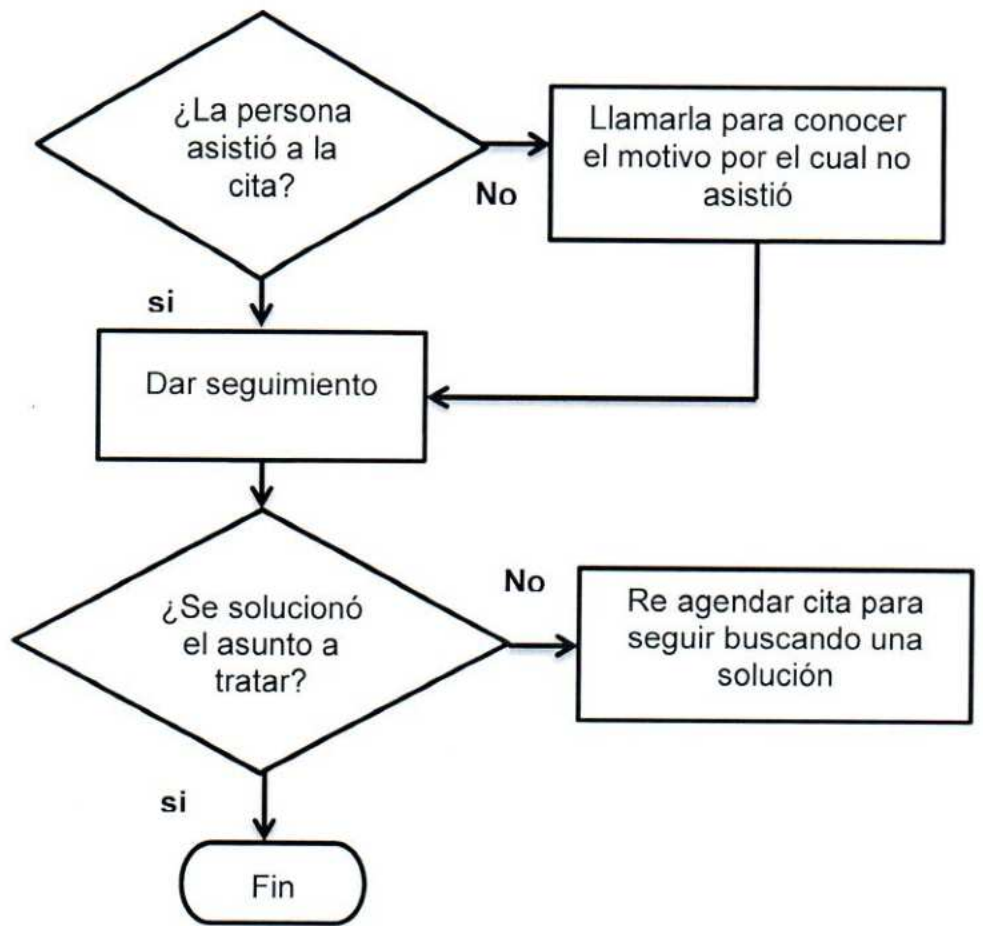 ¿La persona
asistió a la
cita?
No
Llamarla para conocer
el motivo por el cual no
asistió
si
Dar seguimiento
¿Se solucionó
el asunto a
tratar?
No
Re agendar cita para
seguir buscando una
solución
si
Fin